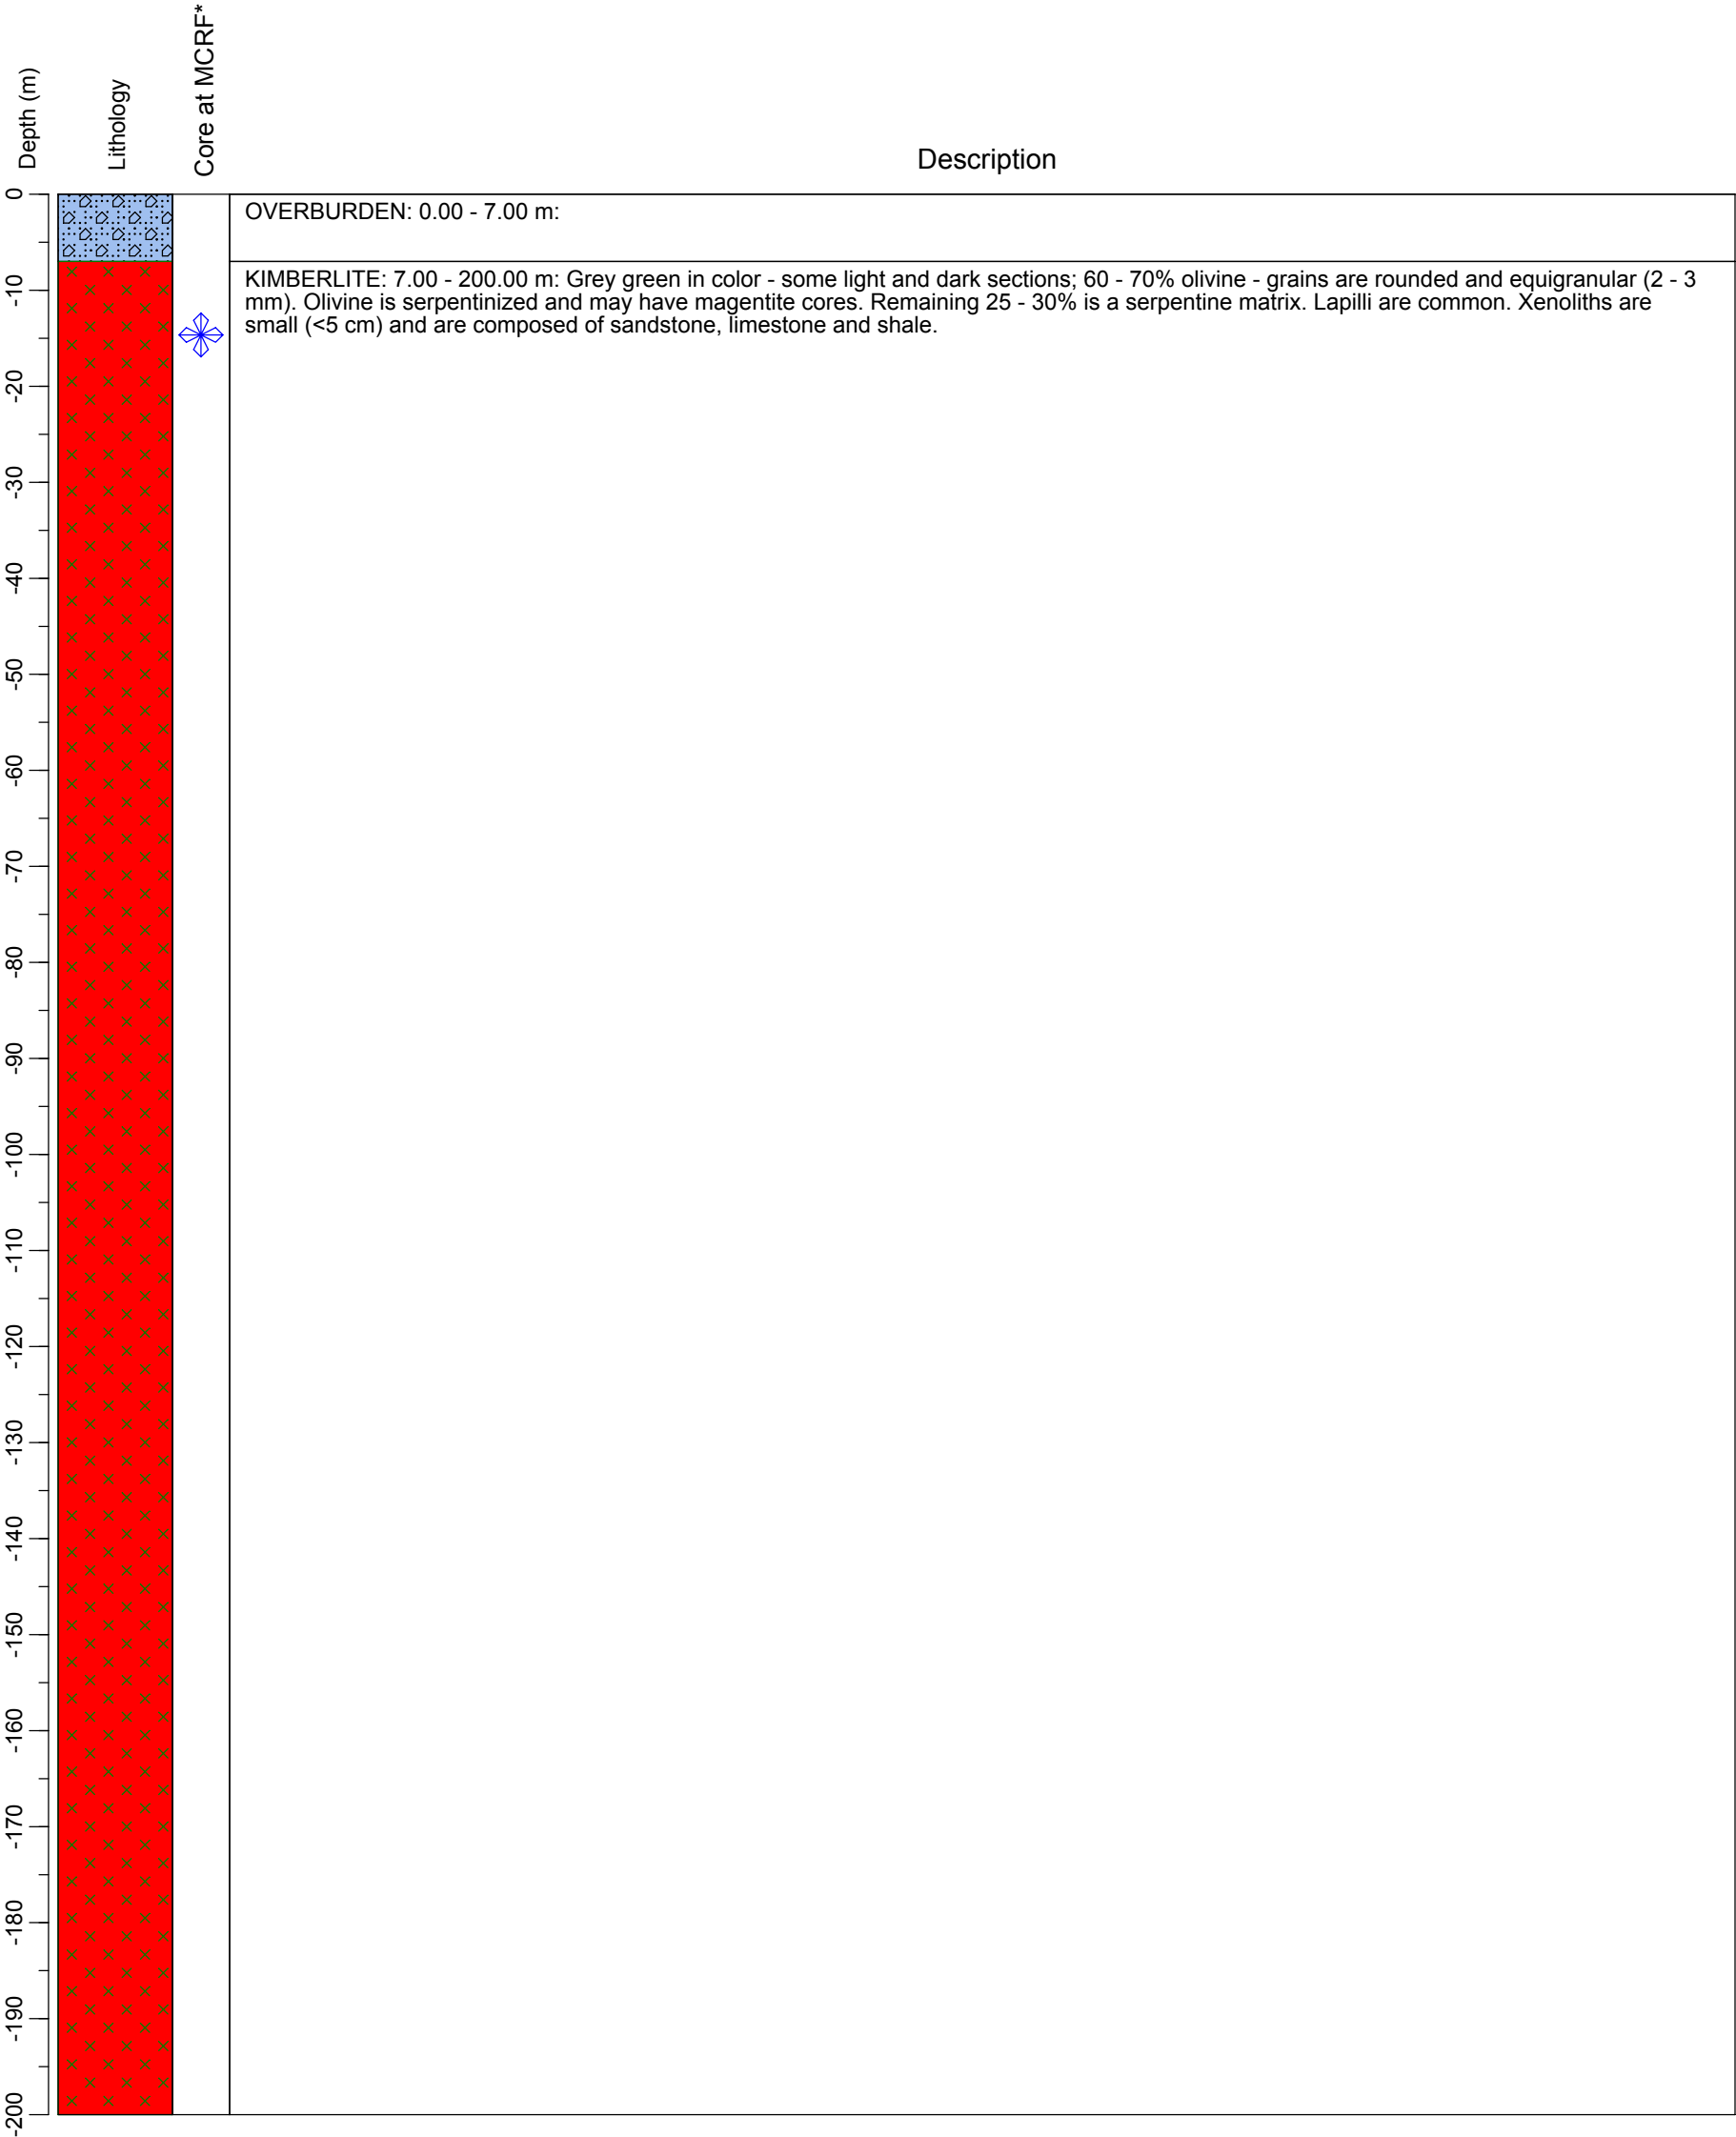 Depth (m)
Lithology
Core at MCRF*
Description
0
OVERBURDEN: 0.00 - 7.00 m:
KIMBERLITE: 7.00 - 200.00 m: Grey green in color - some light and dark sections; 60 - 70% olivine - grains are rounded and equigranular (2 - 3
mm). Olivine is serpentinized and may have magentite cores. Remaining 25 - 30% is a serpentine matrix. Lapilli are common. Xenoliths are
small (<5 cm) and are composed of sandstone, limestone and shale.
-10
-20
-30
-40
-50
-60
-70
-80
-90
-100
-110
-120
-130
-140
-150
-160
-170
-180
-190
-200